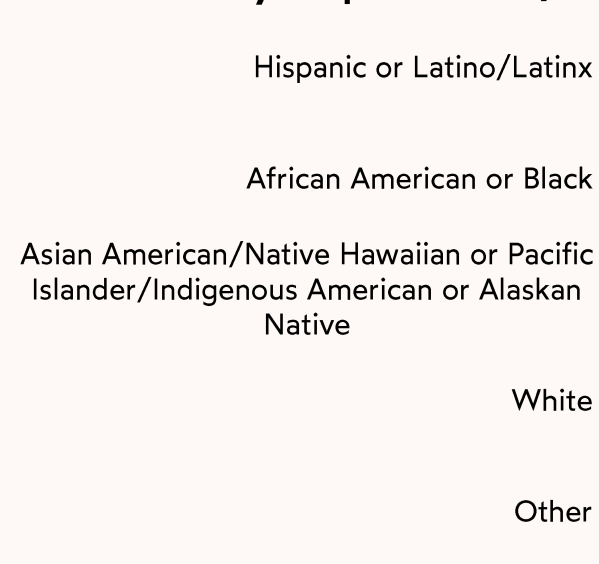 Hispanic or Latino/Latinx
African American or Black
Asian American/Native Hawaiian or Pacific
Islander/Indigenous American or Alaskan
Native
White
Other